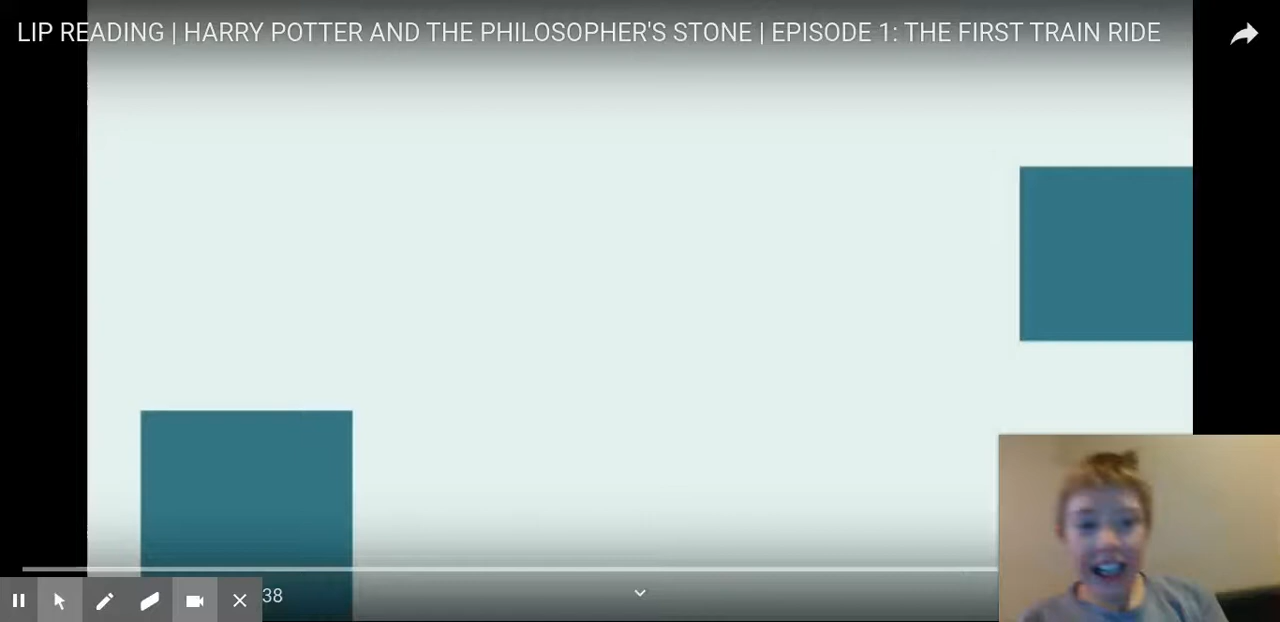 LIP READING | HARRY POTTER AND THE PHILOSOPHER'S STONE | EPISODE 1: THE FIRST TRAIN RIDE
38